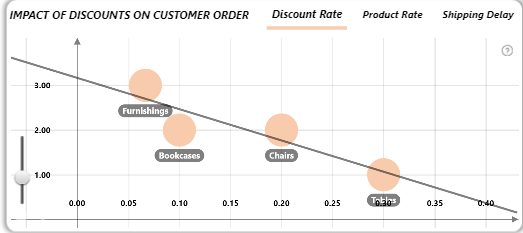 IMPACT OF DISCOUNTS ON CUSTOMER ORDER
Discount Rate
Product Rate
Shipping Delay
?
3.00
Furnishings
2.00
Bookcases
Chairs
1.00
Tables
0.00
0.05
0.10
0.15
0.20
0.25
0.30
0.35
0.40